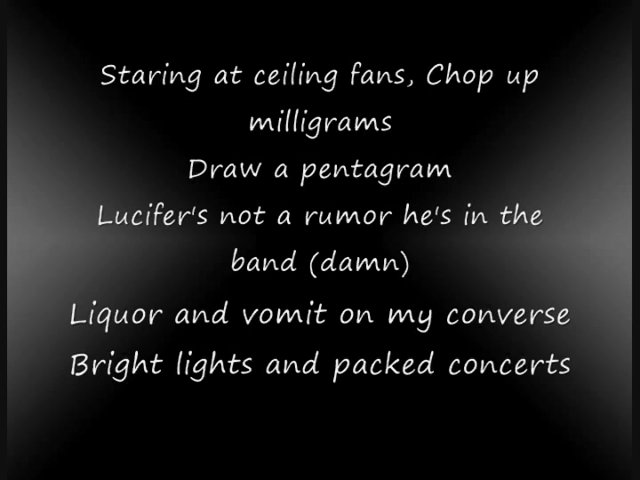 Staring at ceiling fans, Chop up
milligrams
Draw a pentagram
Lucifer's not a rumor he's in the
band (damn)
Liquor and vomit on my converse
Bright lights and packed concerts